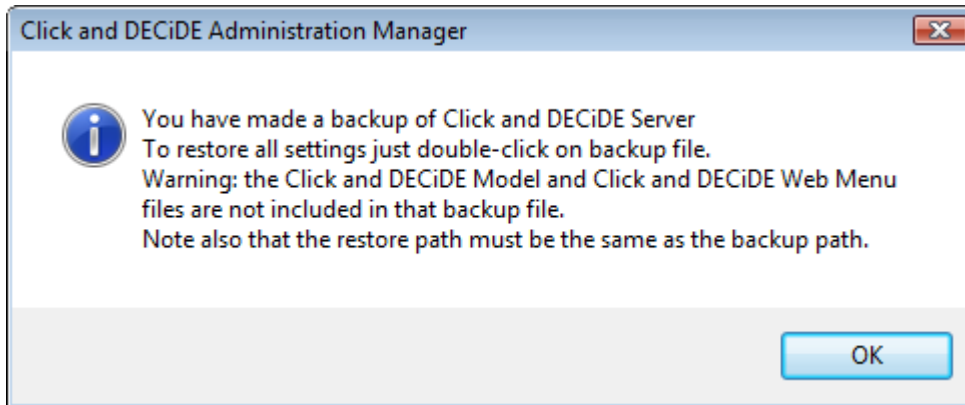 Click and DECiDE Administration Manager
You have made a backup of Click and DECiDE Server
To restore all settings just double-click on backup file.
Warning: the Click and DECiDE Model and Click and DECiDE Web Menu
files are not included in that backup file.
Note also that the restore path must be the same as the backup path.
OK